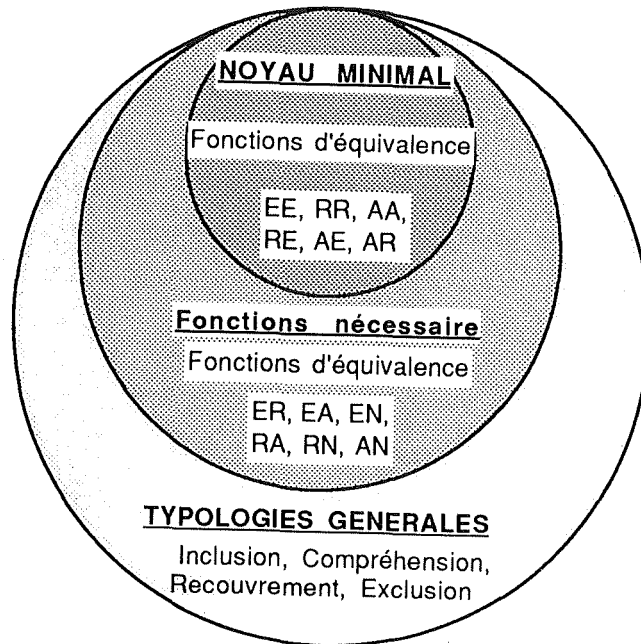 NOYAU MINIMAL
Fonctions d'équivalence
EE, RR, AA,
RE, AE, AR
Fonctions nécessaire
Fonctions d'équivalence
ER, EA, EN,
RA, RN, AN
TYPOLOGIES GENERALES
Inclusion, Compréhension,
Recouvrement, Exclusion